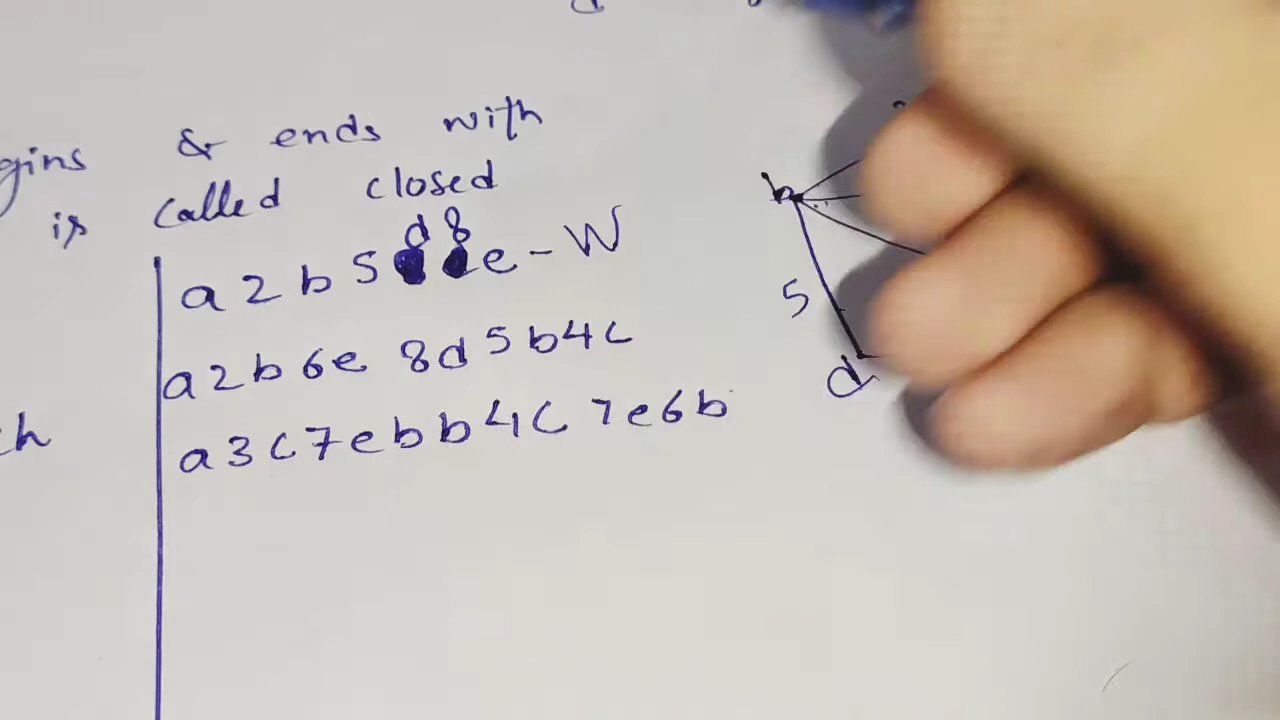 & ends with
is called closed
a 2 b 5 d 8 e - W
a 2 b 6 e 8 d 5 b 4 c
a 3 c 7 e b b 4 c 7 e 6 b
b
5
d